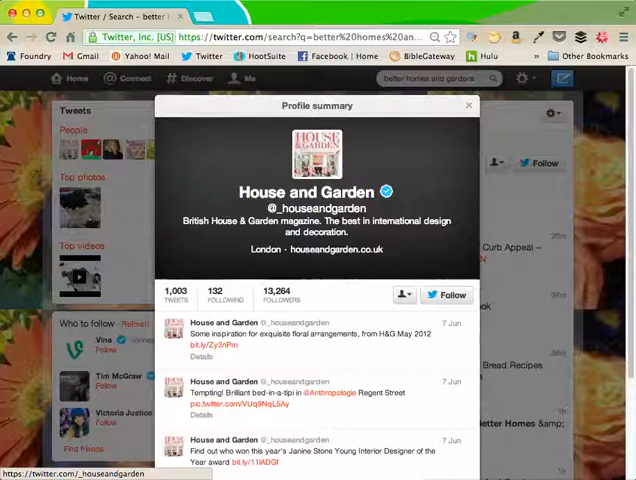 Twitter / Search - better h
Twitter, Inc. [US]
https://twitter.com/search?q=better%20homes%20an...
Foundry
Gmail
Yahoo! Mail
Twitter
HootSuite
Facebook | Home
BibleGateway
Hulu
»
Other Bookmarks
Home
@ Connect
# Discover
Me
better homes and gardens
Tweets
People
Top photos
Top videos
Who to follow · Refresh
Vine
Follow
Tim McGraw
Follow
Victoria Justice
Follow
Find friends
Profile summary
×
HOUSE
& GARDEN
House and Garden
@_houseandgarden
British House & Garden magazine. The best in international design
and decoration.
London · houseandgarden.co.uk
1,003
TWEETS
132
FOLLOWING
13,264
FOLLOWERS
Follow
House and Garden @_houseandgarden
7 Jun
Some inspiration for exquisite floral arrangements, from H&G May 2012
bit.ly/Zy3nPm
Details
House and Garden @_houseandgarden
7 Jun
Tempting! Brilliant bed-in-a-tipi in @Anthropologie Regent Street
pic.twitter.com/VUq9NqL5Ay
Details
House and Garden @_houseandgarden
7 Jun
Find out who won this year's Janine Stone Young Interior Designer of the
Year award bit.ly/11lADGf
Follow
Curb Appeal –
34m
Bread Recipes
etter Homes &amp;
https://twitter.com/_houseandgarden